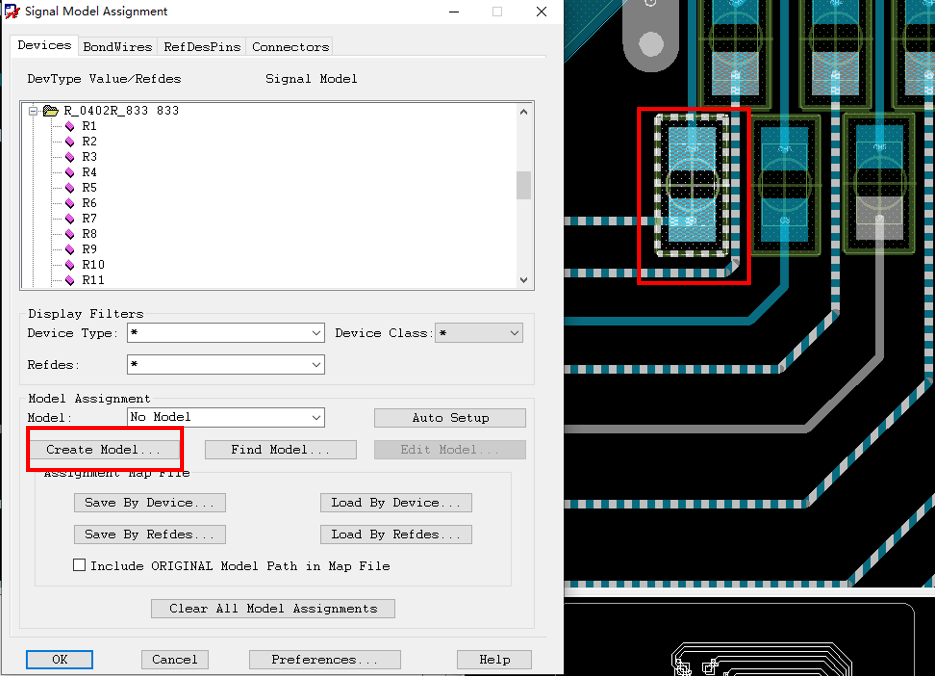 Signal Model Assignment
Devices BondWires RefDesPins Connectors
DevType Value/Refdes Signal Model
R_0402R_833 833
R1
R2
R3
R4
R5
R6
R7
R8
R9
R10
R11
Display Filters
Device Type: * Device Class: *
Refdes: *
Model Assignment
Model: No Model Auto Setup
Create Model... Find Model... Edit Model...
Assignment Map File
Save By Device... Load By Device...
Save By Refdes... Load By Refdes...
Include ORIGINAL Model Path in Map File
Clear All Model Assignments
OK Cancel Preferences... Help